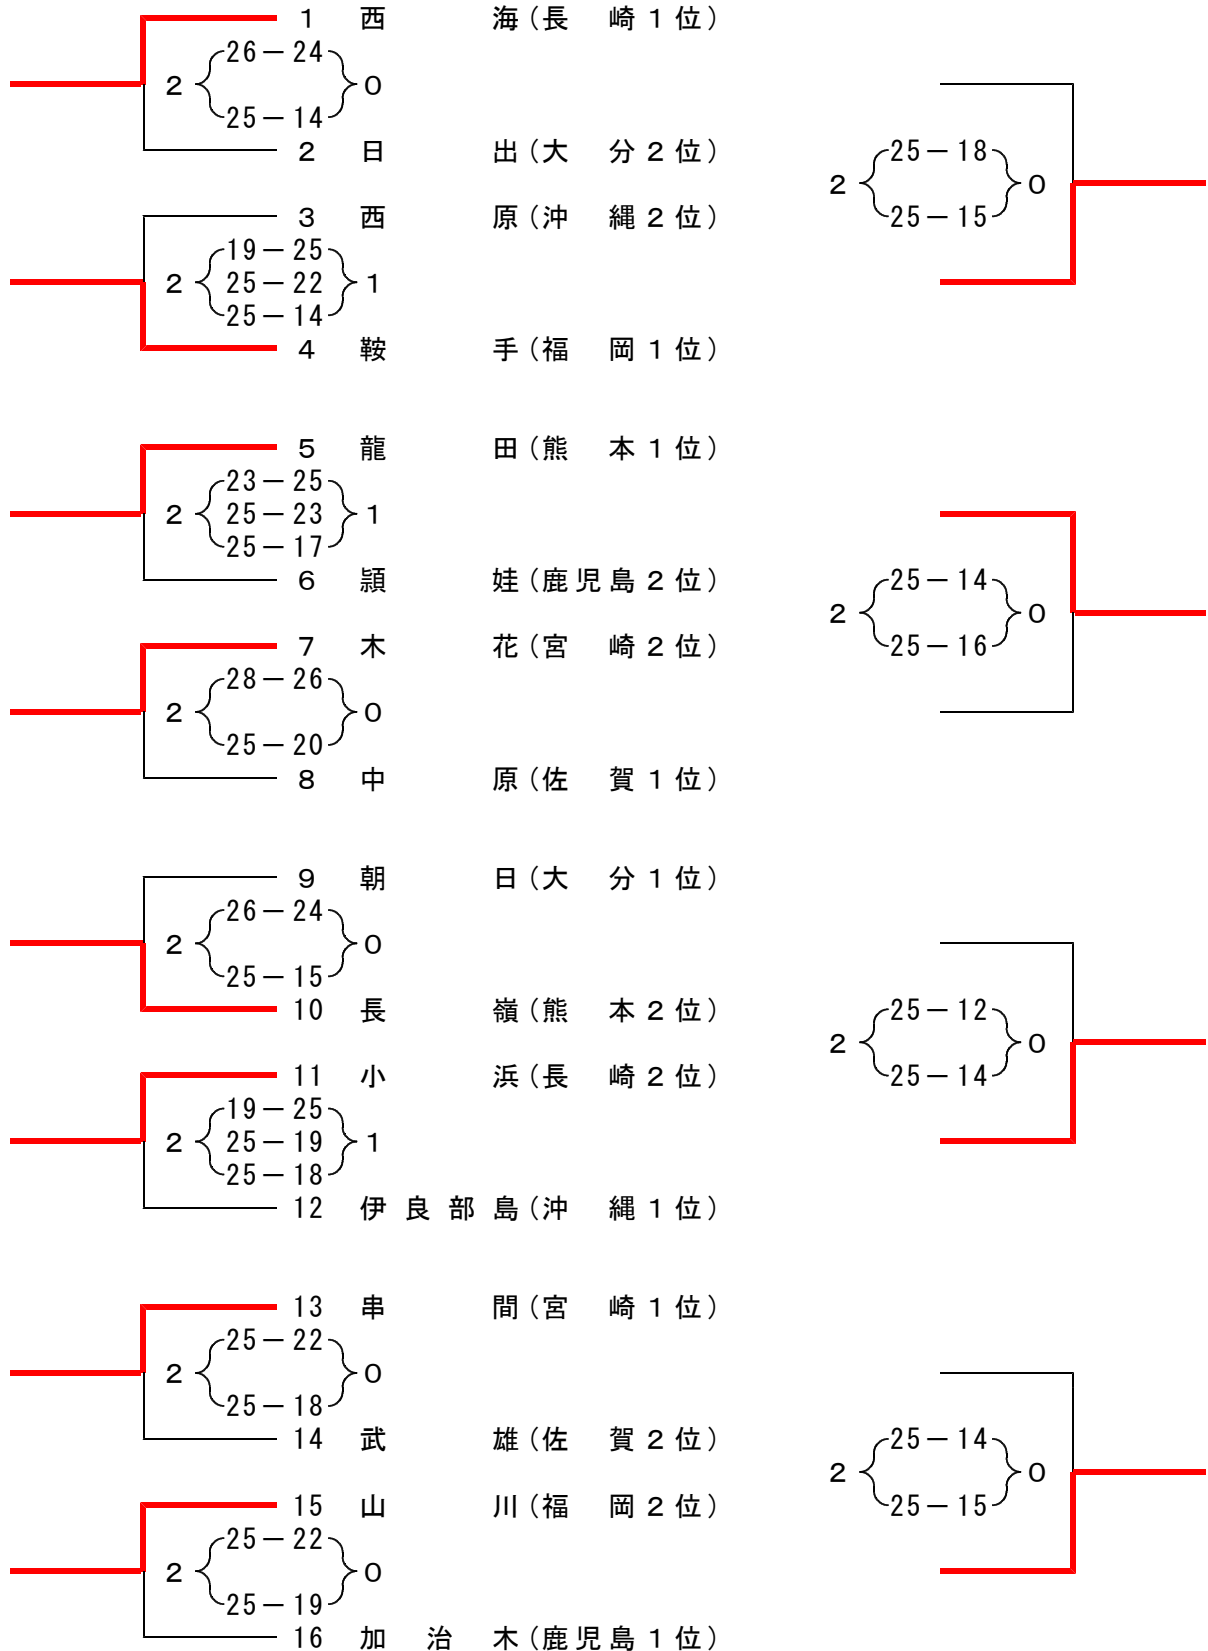 1 西 海(長 崎1位)
26－24
2 0
25－14
2 日 出(大 分2位)
25－18
2 0
25－15
3 西 原(沖 縄2位)
19－25
2 25－22 1
25－14
4 鞍 手(福 岡1位)
5 龍 田(熊 本1位)
23－25
2 25－23 1
25－17
6 頴 娃(鹿児島2位)
25－14
2 0
25－16
7 木 花(宮 崎2位)
28－26
2 0
25－20
8 中 原(佐 賀1位)
9 朝 日(大 分1位)
26－24
2 0
25－15
10 長 嶺(熊 本2位)
25－12
2 0
25－14
11 小 浜(長 崎2位)
19－25
2 25－19 1
25－18
12 伊良部島(沖 縄1位)
13 串 間(宮 崎1位)
25－22
2 0
25－18
14 武 雄(佐 賀2位)
25－14
2 0
25－15
15 山 川(福 岡2位)
25－22
2 0
25－19
16 加 治 木(鹿児島1位)